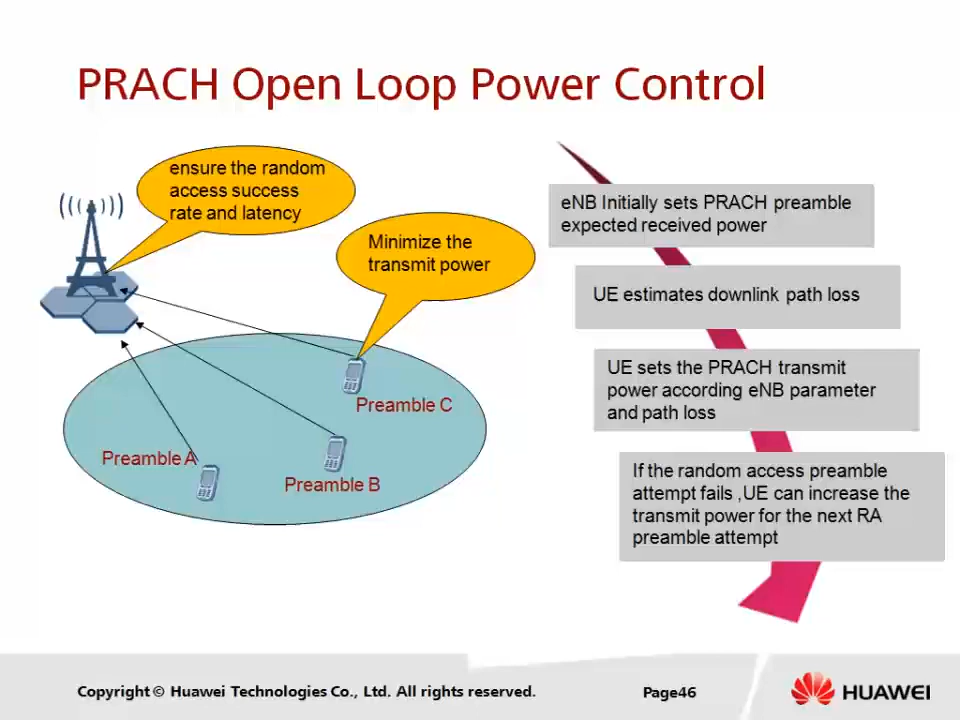 PRACH Open Loop Power Control
ensure the random
access success
rate and latency
Minimize the
transmit power
Preamble C
Preamble A
Preamble B
eNB Initially sets PRACH preamble
expected received power
UE estimates downlink path loss
UE sets the PRACH transmit
power according eNB parameter
and path loss
If the random access preamble
attempt fails ,UE can increase the
transmit power for the next RA
preamble attempt
Copyright © Huawei Technologies Co., Ltd. All rights reserved.
Page46
HUAWEI